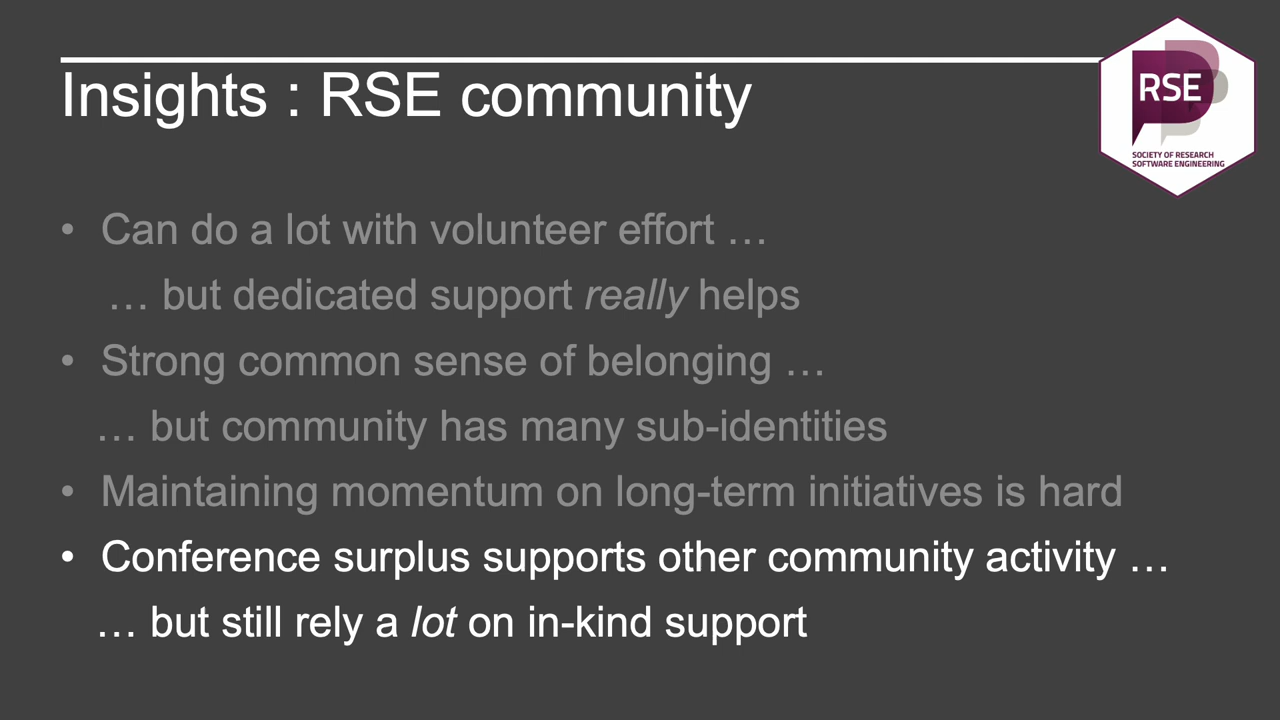 Insights : RSE community
RSE
SOCIETY OF RESEARCH
SOFTWARE ENGINEERING
• Can do a lot with volunteer effort …
… but dedicated support really helps
• Strong common sense of belonging …
… but community has many sub-identities
• Maintaining momentum on long-term initiatives is hard
• Conference surplus supports other community activity …
… but still rely a lot on in-kind support